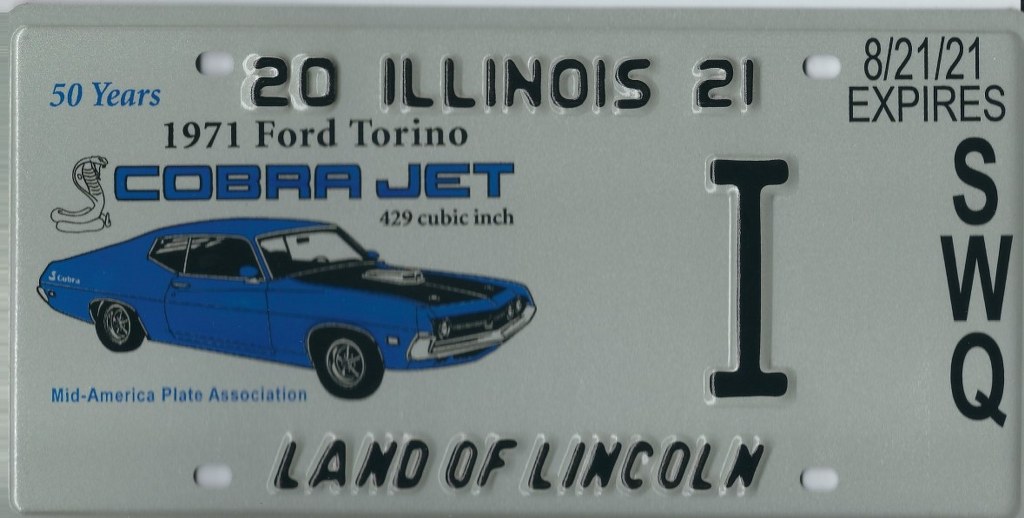 20 ILLINOIS 21
8/21/21
EXPIRES
50 Years
1971 Ford Torino
COBRA JET
429 cubic inch
Cobra
I
SWQ
Mid-America Plate Association
LAND OF LINCOLN